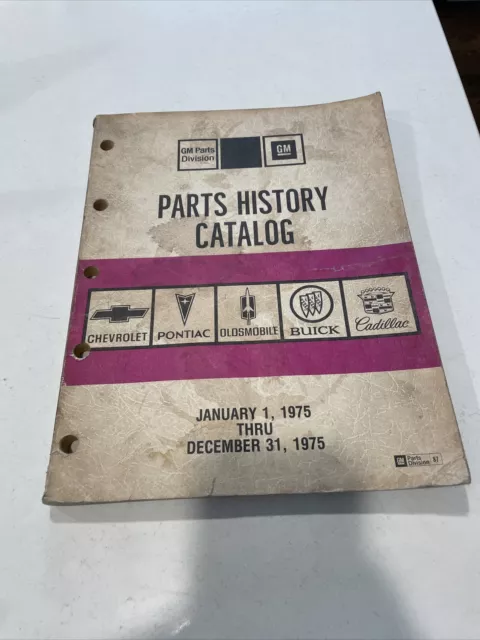 GM Parts
Division
GM
PARTS HISTORY
CATALOG
CHEVROLET
PONTIAC
OLDSMOBILE
BUICK
Cadillac
JANUARY 1, 1975
THRU
DECEMBER 31, 1975
GM
Parts
Division